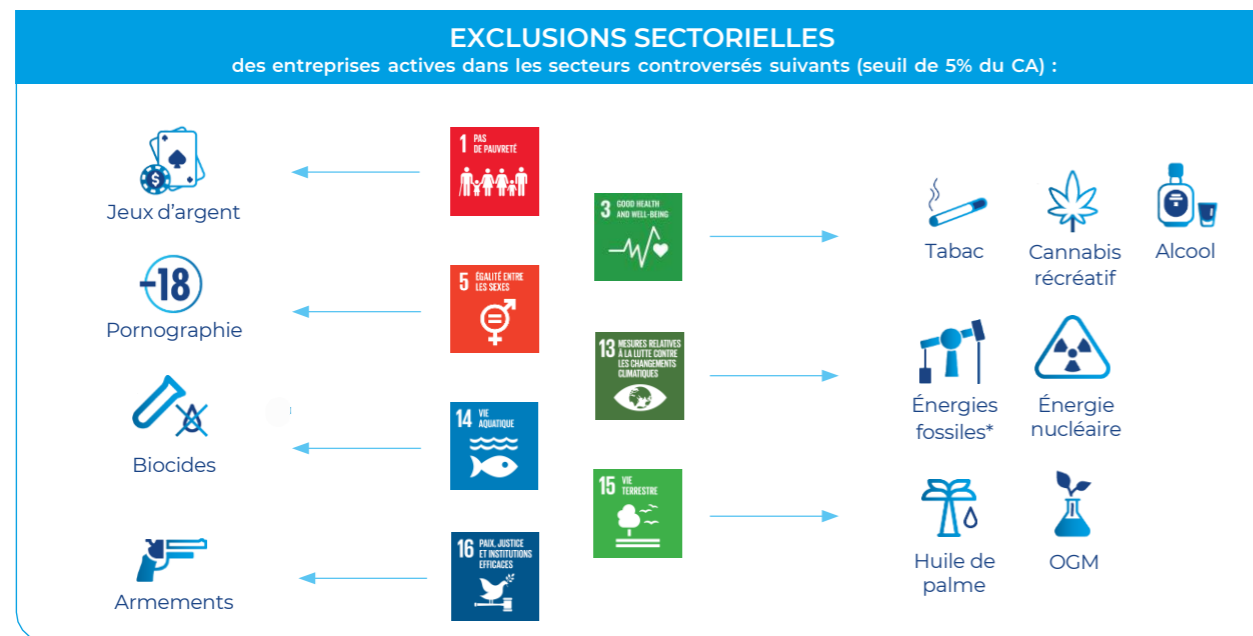 EXCLUSIONS SECTORIELLES
des entreprises actives dans les secteurs controversés suivants (seuil de 5% du CA) :
$
Jeux d'argent
1 PAS
DE PAUVRETÉ
3 GOOD HEALTH
AND WELL-BEING
Tabac
Cannabis
récréatif
Alcool
-18
Pornographie
5 ÉGALITÉ ENTRE
LES SEXES
13 MESURES RELATIVES
À LA LUTTE CONTRE
LES CHANGEMENTS
CLIMATIQUES
Énergies
fossiles*
Énergie
nucléaire
Biocides
14 VIE
AQUATIQUE
15 VIE
TERRESTRE
Huile de
palme
OGM
Armements
16 PAIX, JUSTICE
ET INSTITUTIONS
EFFICACES